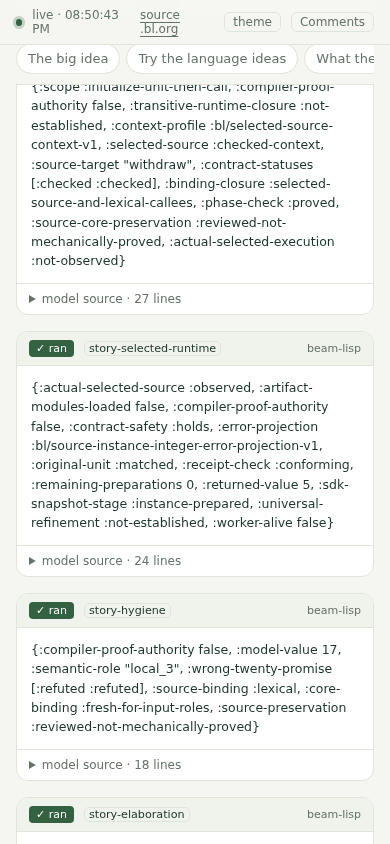 live · 08:50:43 PM
source .bl.org
theme
Comments
The big idea
Try the language ideas
What the
{:scope :initialize-unit-then-call, :compiler-proof-
authority false, :transitive-runtime-closure :not-
established, :context-profile :bl/selected-source-
context-v1, :selected-source :checked-context,
:source-target "withdraw", :contract-statuses
[:checked :checked], :binding-closure :selected-
source-and-lexical-callees, :phase-check :proved,
:source-core-preservation :reviewed-not-
mechanically-proved, :actual-selected-execution
:not-observed}
▶ model source · 27 lines
✓ ran story-selected-runtime beam-lisp
{:actual-selected-source :observed, :artifact-
modules-loaded false, :compiler-proof-authority
false, :contract-safety :holds, :error-projection
:bl/source-instance-integer-error-projection-v1,
:original-unit :matched, :receipt-check :conforming,
:remaining-preparations 0, :returned-value 5, :sdk-
snapshot-stage :instance-prepared, :universal-
refinement :not-established, :worker-alive false}
▶ model source · 24 lines
✓ ran story-hygiene beam-lisp
{:compiler-proof-authority false, :model-value 17,
:semantic-role "local_3", :wrong-twenty-promise
[:refuted :refuted], :source-binding :lexical, :core-
binding :fresh-for-input-roles, :source-preservation
:reviewed-not-mechanically-proved}
▶ model source · 18 lines
✓ ran story-elaboration beam-lisp